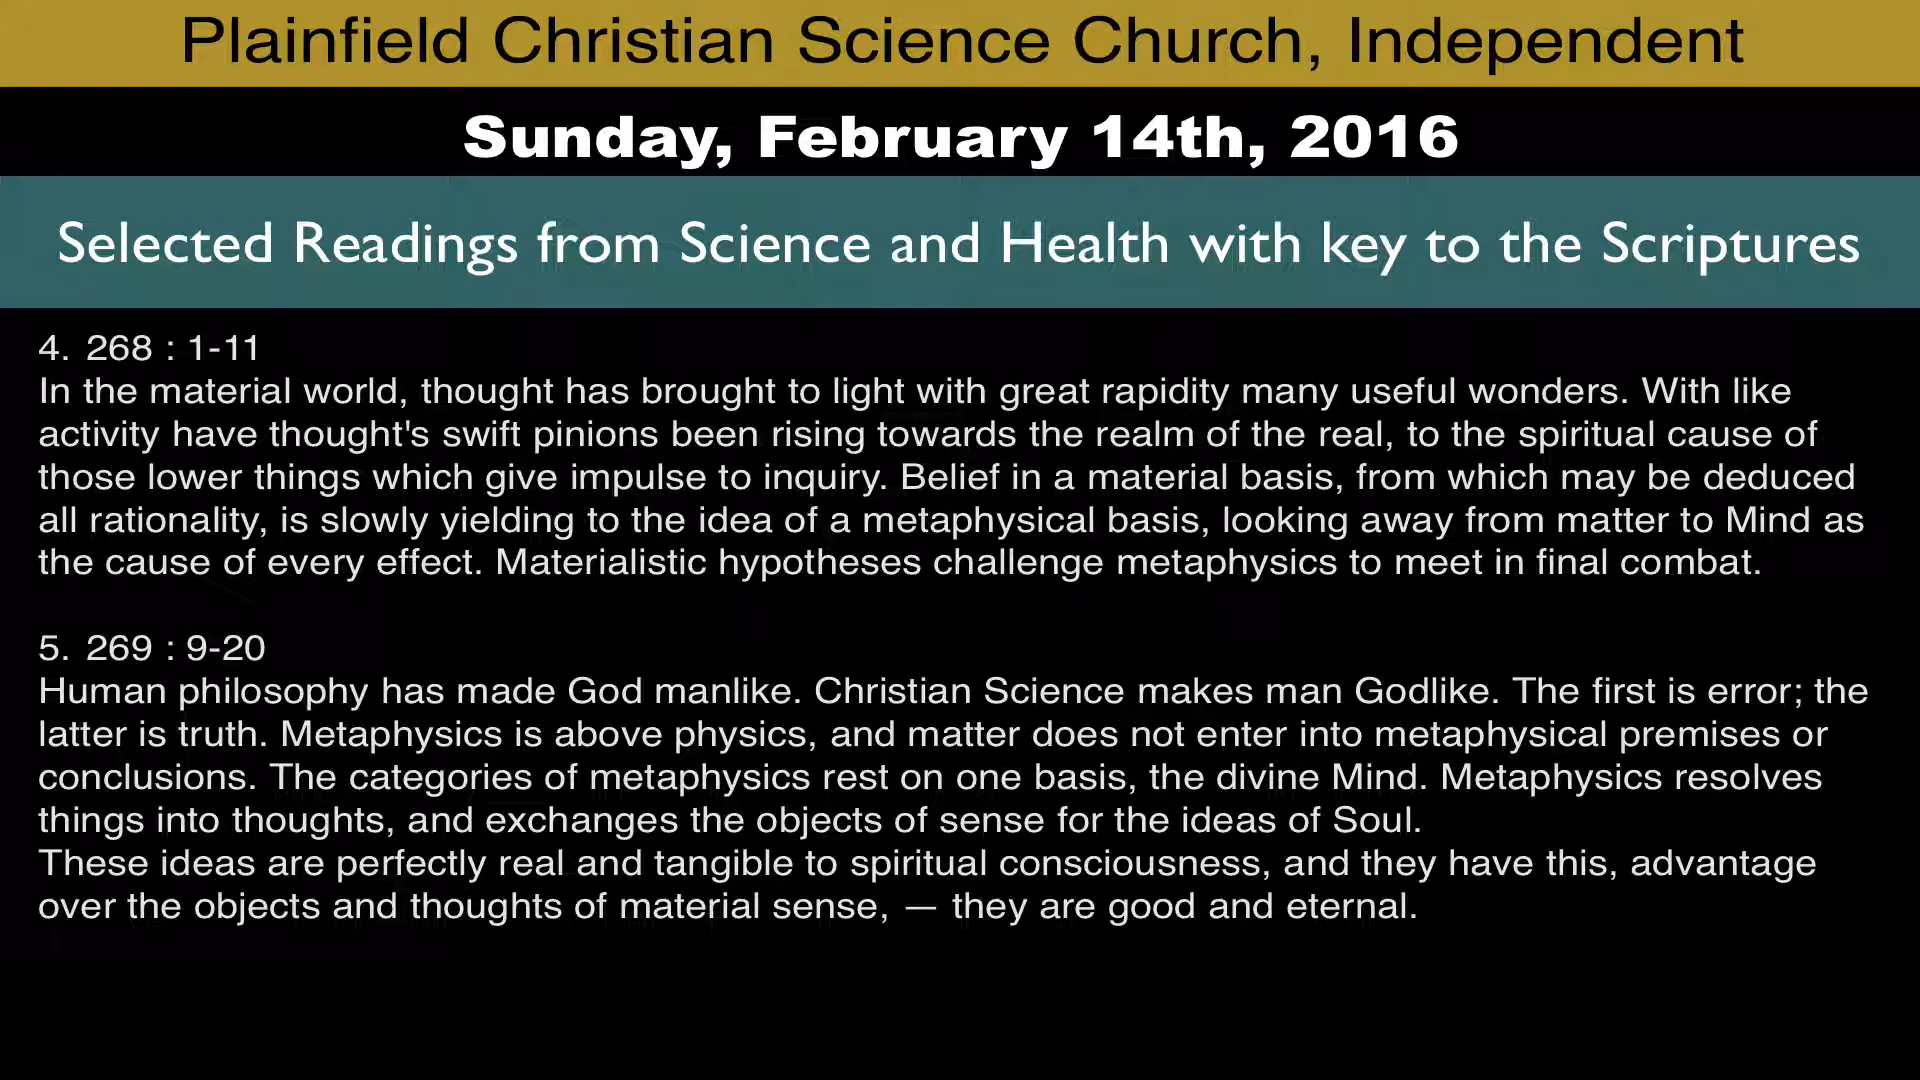 Plainfield Christian Science Church, Independent
Sunday, February 14th, 2016
Selected Readings from Science and Health with key to the Scriptures
4. 268 : 1-11
In the material world, thought has brought to light with great rapidity many useful wonders. With like
activity have thought's swift pinions been rising towards the realm of the real, to the spiritual cause of
those lower things which give impulse to inquiry. Belief in a material basis, from which may be deduced
all rationality, is slowly yielding to the idea of a metaphysical basis, looking away from matter to Mind as
the cause of every effect. Materialistic hypotheses challenge metaphysics to meet in final combat.
5. 269 : 9-20
Human philosophy has made God manlike. Christian Science makes man Godlike. The first is error; the
latter is truth. Metaphysics is above physics, and matter does not enter into metaphysical premises or
conclusions. The categories of metaphysics rest on one basis, the divine Mind. Metaphysics resolves
things into thoughts, and exchanges the objects of sense for the ideas of Soul.
These ideas are perfectly real and tangible to spiritual consciousness, and they have this, advantage
over the objects and thoughts of material sense, — they are good and eternal.